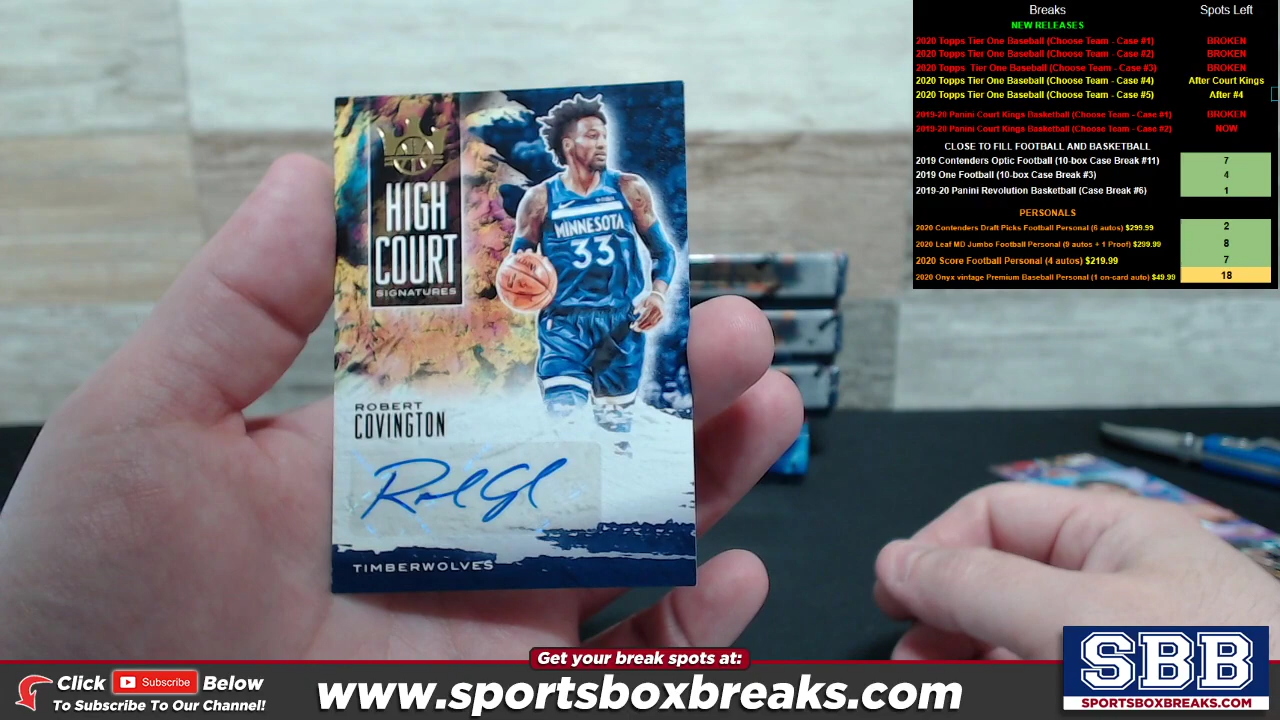 Breaks Spots Left
NEW RELEASES
2020 Topps Tier One Baseball (Choose Team - Case #1) BROKEN
2020 Topps Tier One Baseball (Choose Team - Case #2) BROKEN
2020 Topps Tier One Baseball (Choose Team - Case #3) BROKEN
2020 Topps Tier One Baseball (Choose Team - Case #4) After Court Kings
2020 Topps Tier One Baseball (Choose Team - Case #5) After #4
2019-20 Panini Court Kings Basketball (Choose Team - Case #1) BROKEN
2019-20 Panini Court Kings Basketball (Choose Team - Case #2) NOW
CLOSE TO FILL FOOTBALL AND BASKETBALL
2019 Contenders Optic Football (10-box Case Break #11) 7
2019 One Football (10-box Case Break #3) 4
2019-20 Panini Revolution Basketball (Case Break #6) 1
PERSONALS
2020 Contenders Draft Picks Football Personal (6 autos) $299.99 2
2020 Leaf MD Jumbo Football Personal (9 autos + 1 Proof) $299.99 8
2020 Score Football Personal (4 autos) $219.99 7
2020 Onyx vintage Premium Baseball Personal (1 on-card auto) $49.99 18
HIGH
COURT
SIGNATURES
MINNESOTA
33
ROBERT
COVINGTON
TIMBERWOLVES
Get your break spots at:
Click Subscribe Below
To Subscribe To Our Channel!
www.sportsboxbreaks.com
SBB
SPORTSBOXBREAKS.COM